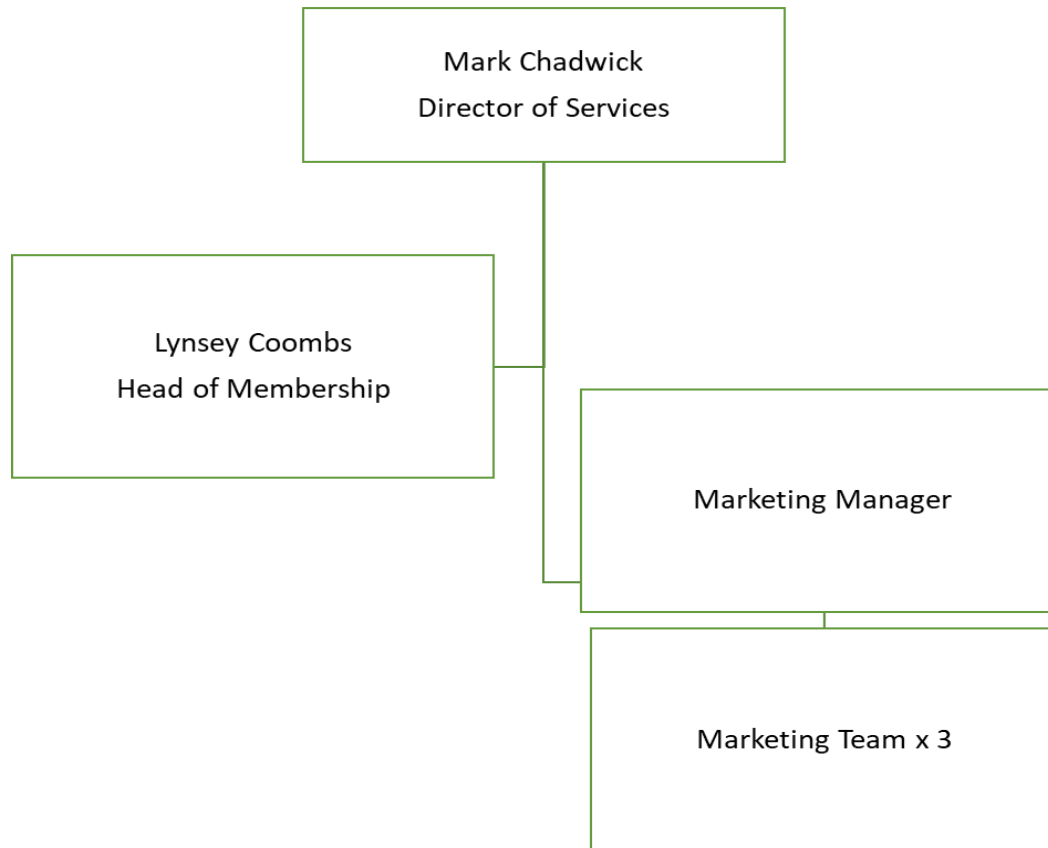 Mark Chadwick
Director of Services
Lynsey Coombs
Head of Membership
Marketing Manager
Marketing Team x 3